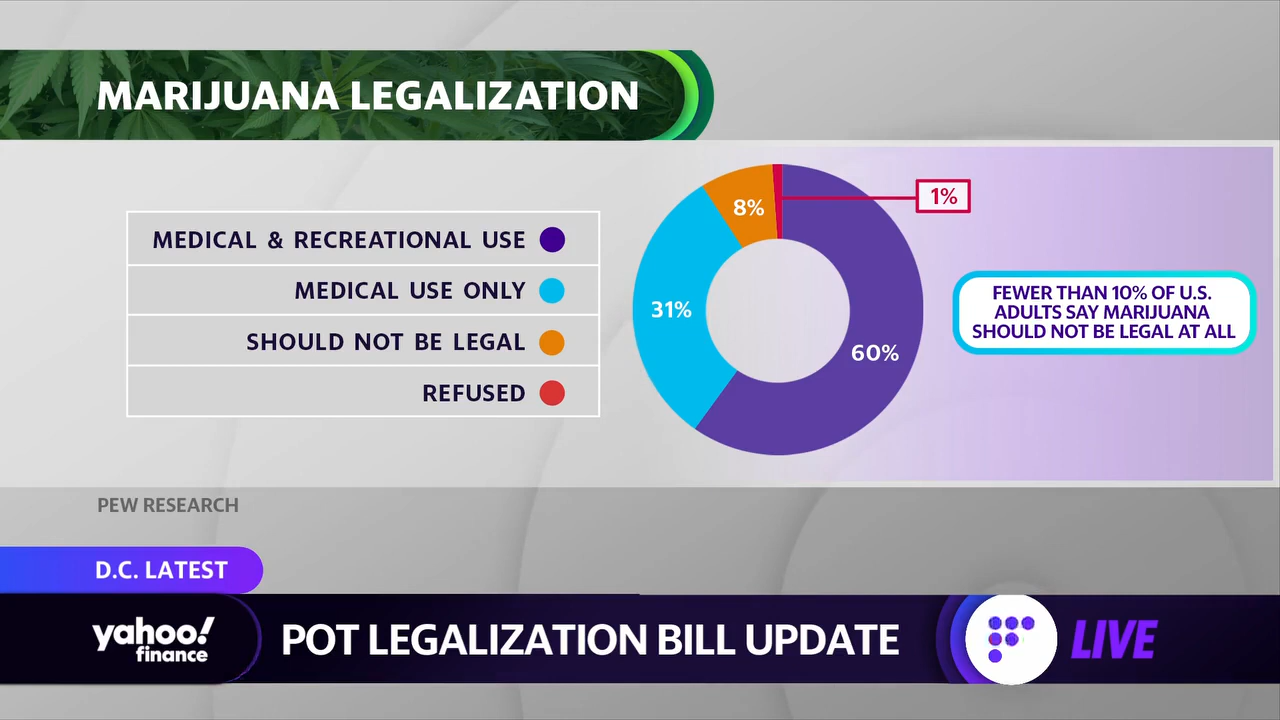 MARIJUANA LEGALIZATION
MEDICAL & RECREATIONAL USE
MEDICAL USE ONLY
SHOULD NOT BE LEGAL
REFUSED
8%
1%
31%
60%
FEWER THAN 10% OF U.S.
ADULTS SAY MARIJUANA
SHOULD NOT BE LEGAL AT ALL
PEW RESEARCH
D.C. LATEST
yahoo!
finance
POT LEGALIZATION BILL UPDATE
LIVE